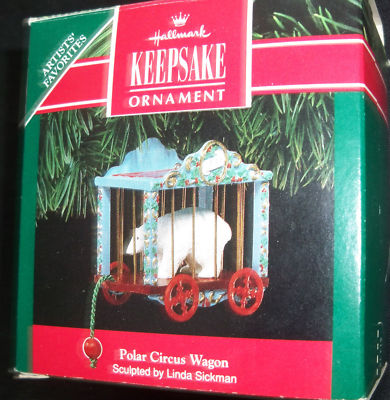 ARTISTS'
FAVORITES
Hallmark
KEEPSAKE
ORNAMENT
Polar Circus Wagon
Sculpted by Linda Sickman